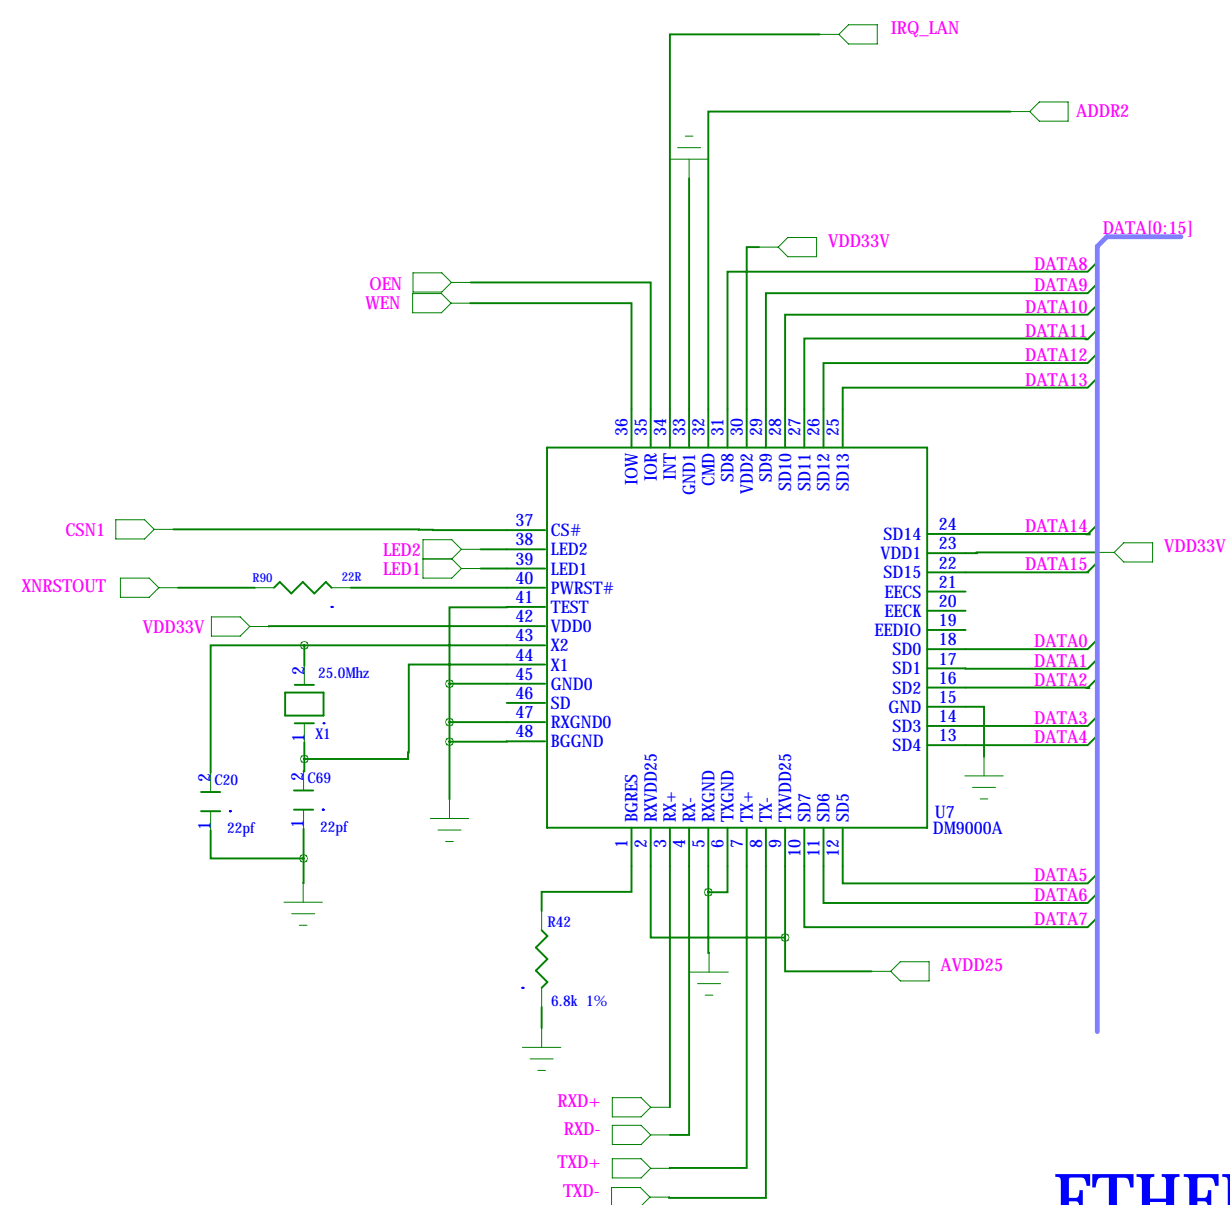 IRQ_LAN
ADDR2
DATA[0:15]
VDD33V
DATA8
OEN
DATA9
WEN
DATA10
DATA11
DATA12
DATA13
36 35 34 33 32 31 30 29 28 27 26 25
IOW IOR INT GND1 CMD SD8 VDD2 SD9 SD10 SD11 SD12 SD13
CSN1 37 CS#
LED2 38 LED2
LED1 39 LED1
XNRSTOUT R90 22R 40 PWRST#
41 TEST
VDD33V 42 VDD0
43 X2
44 X1
45 GND0
46 SD
47 RXGND0
48 BGGND
SD14 24 DATA14
VDD1 23 VDD33V
SD15 22 DATA15
EECS 21
EECK 20
EEDIO 19
SD0 18 DATA0
SD1 17 DATA1
SD2 16 DATA2
GND 15
SD3 14 DATA3
SD4 13 DATA4
2 25.0Mhz
1 X1
2 C20
1 22pf
2 C69
1 22pf
BGRES RXVDD25 RX+ RX- RXGND TXGND TX+ TX- TXVDD25 SD7 SD6 SD5
1 2 3 4 5 6 7 8 9 10 11 12
U7
DM9000A
DATA5
DATA6
DATA7
R42
6.8k 1%
AVDD25
RXD+
RXD-
TXD+
TXD-